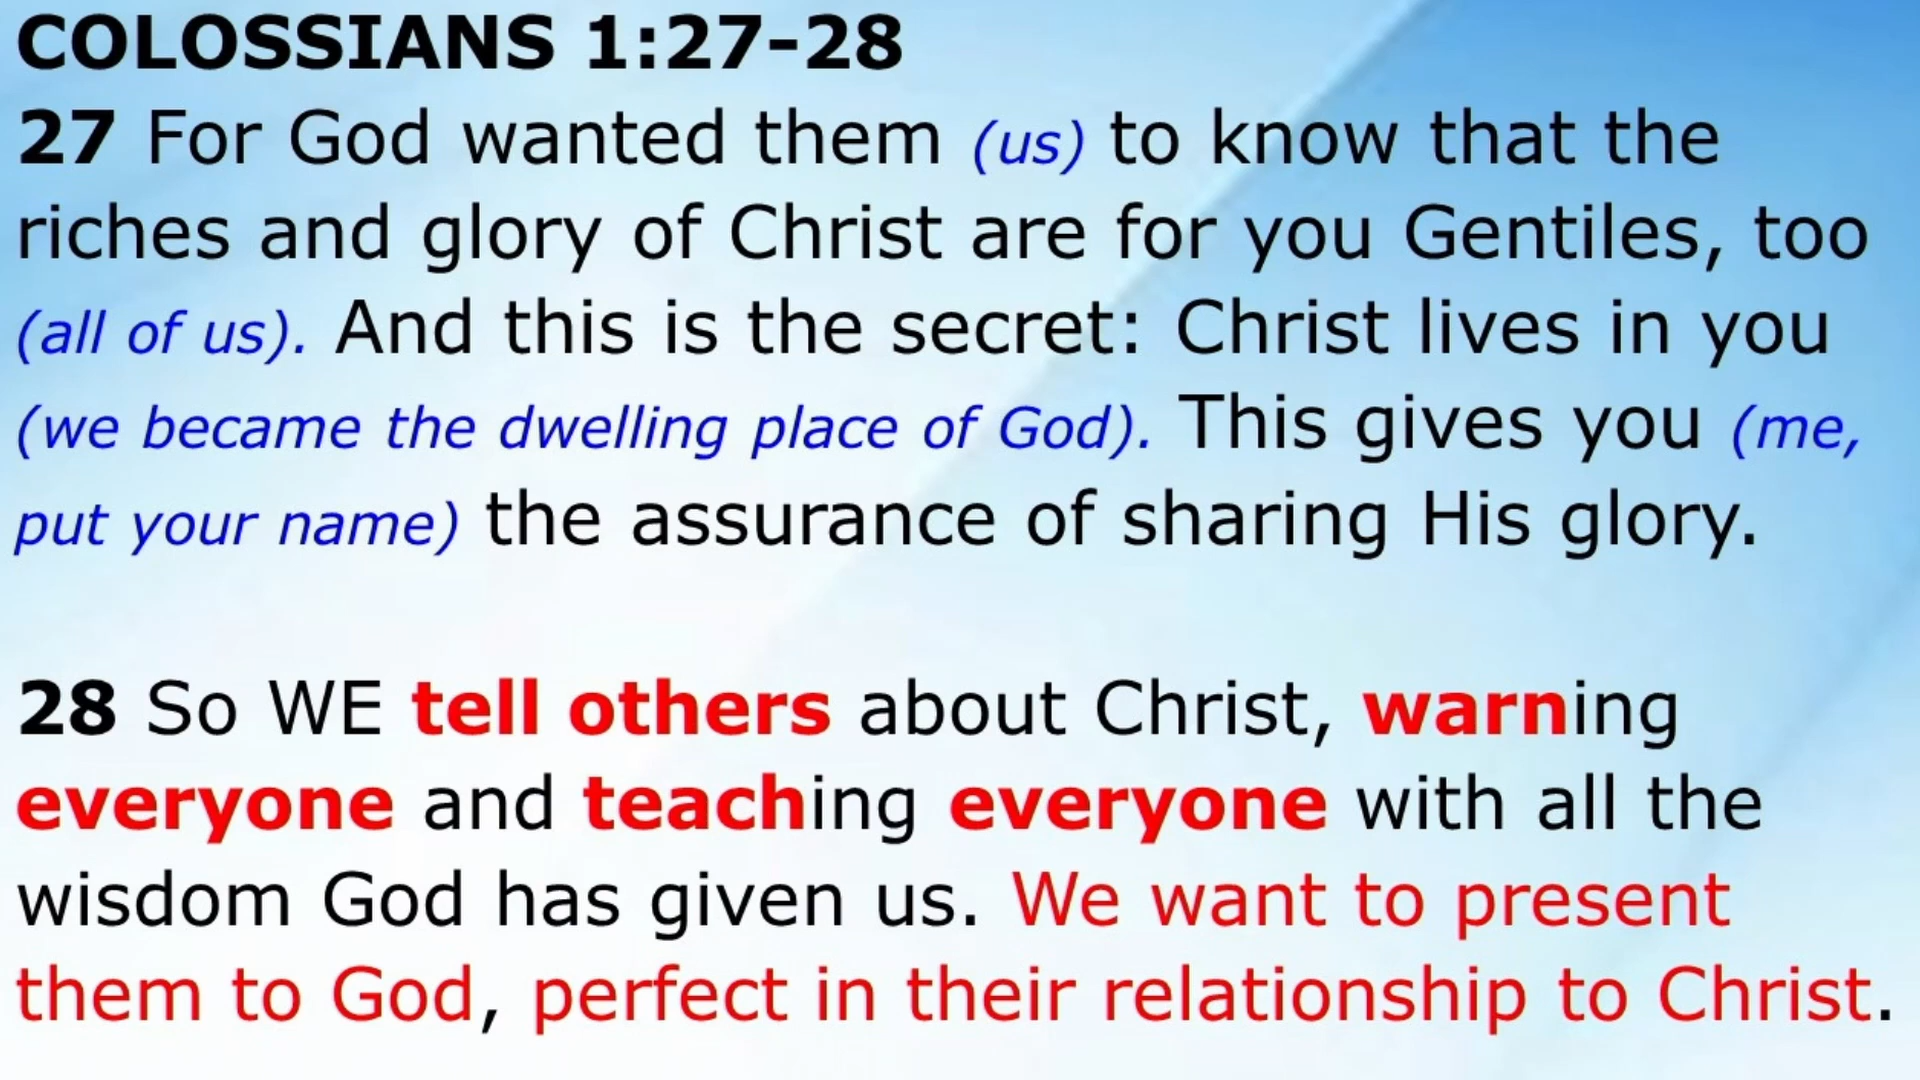 COLOSSIANS 1:27-28
27 For God wanted them (us) to know that the
riches and glory of Christ are for you Gentiles, too
(all of us). And this is the secret: Christ lives in you
(we became the dwelling place of God). This gives you (me,
put your name) the assurance of sharing His glory.
28 So WE tell others about Christ, warning
everyone and teaching everyone with all the
wisdom God has given us. We want to present
them to God, perfect in their relationship to Christ.